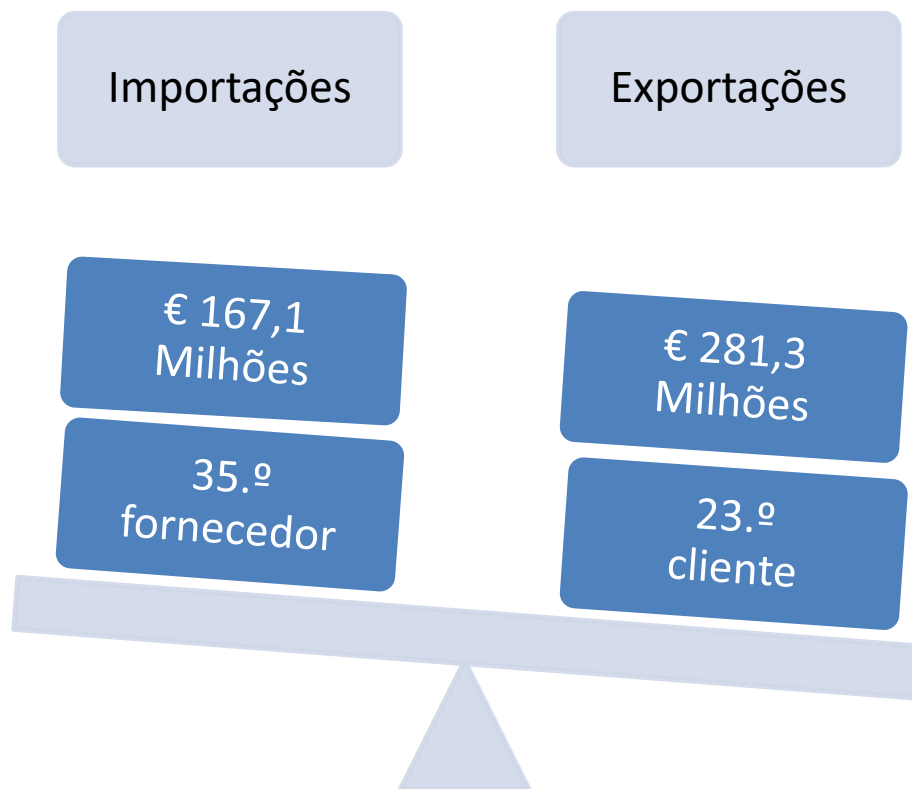 Importações
Exportações
€ 167,1
Milhões
35.º
fornecedor
€ 281,3
Milhões
23.º
cliente